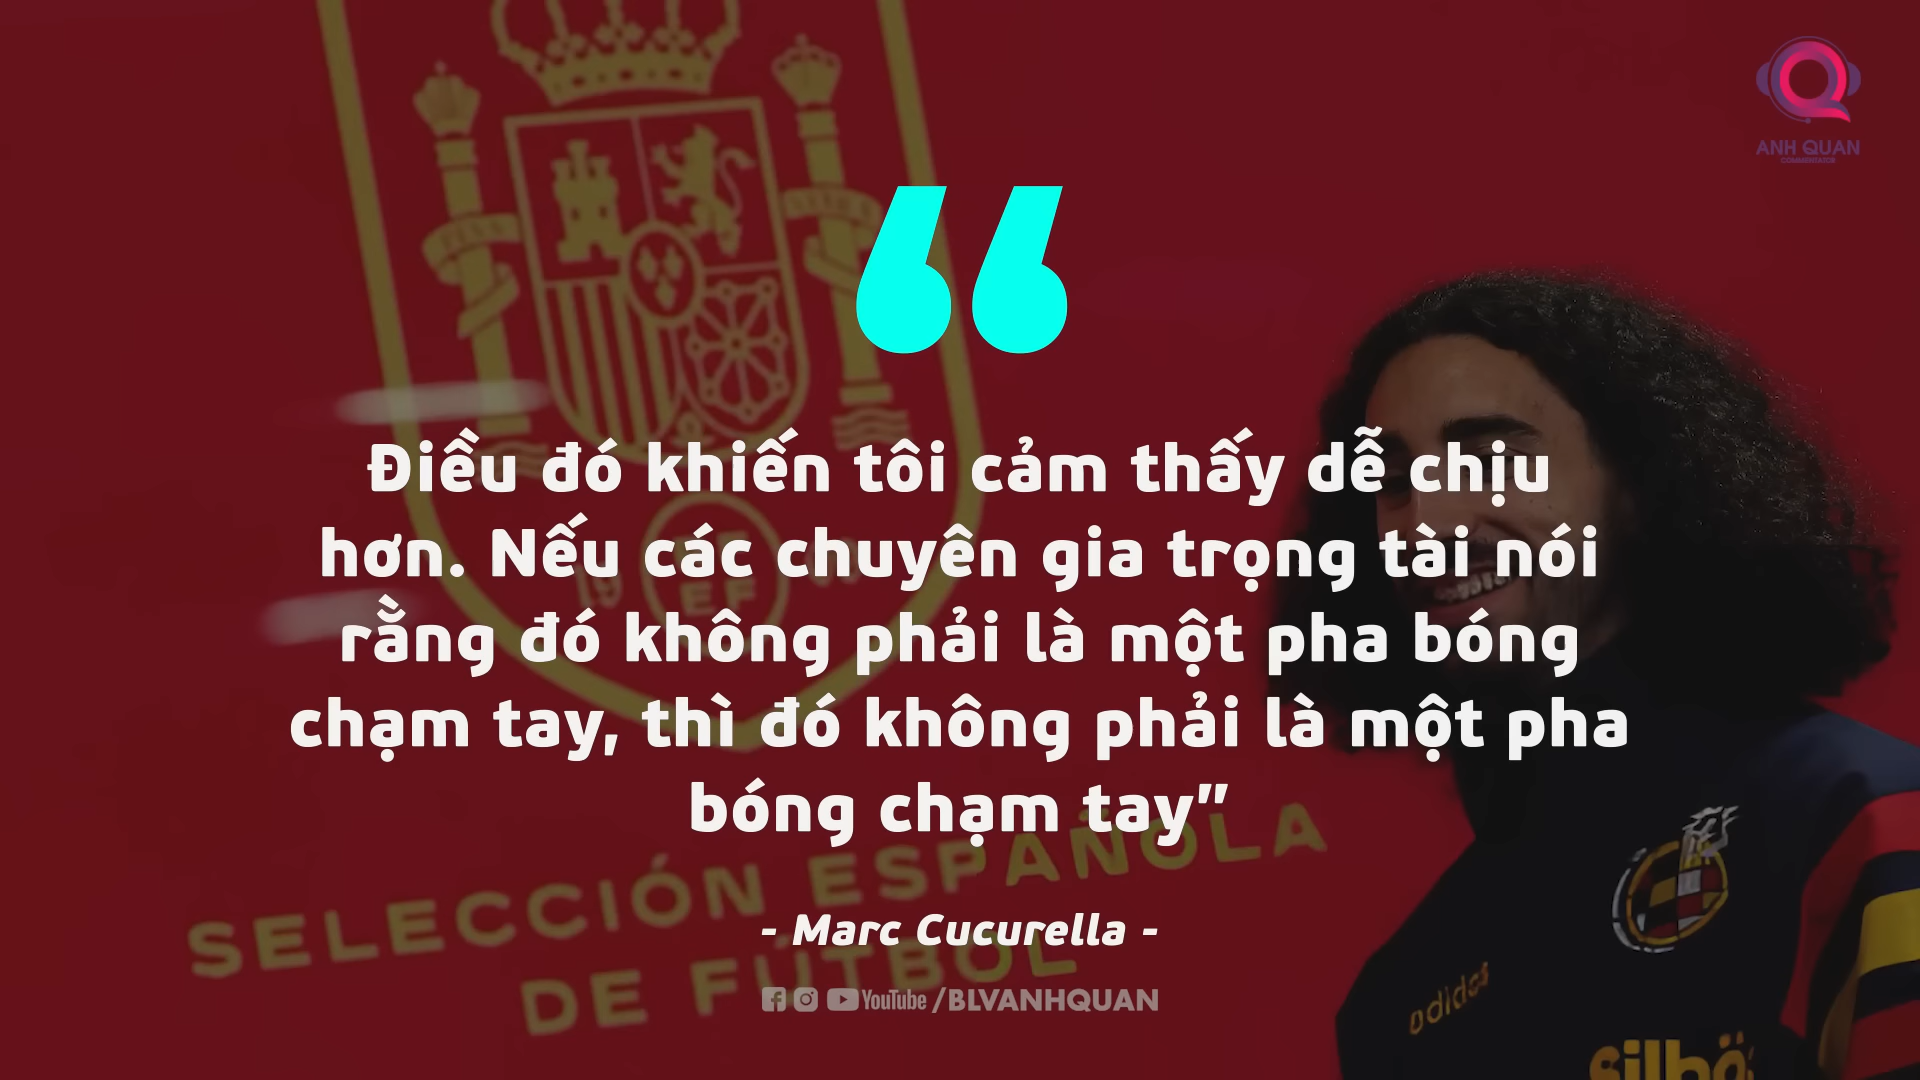 ANH QUAN
COMMENTATOR
“
Điều đó khiến tôi cảm thấy dễ chịu
hơn. Nếu các chuyên gia trọng tài nói
rằng đó không phải là một pha bóng
chạm tay, thì đó không phải là một pha
bóng chạm tay”
SELECCIÓN ESPAÑOLA
DE FÚTBOL
- Marc Cucurella -
YouTube /BLVANHQUAN
adidas